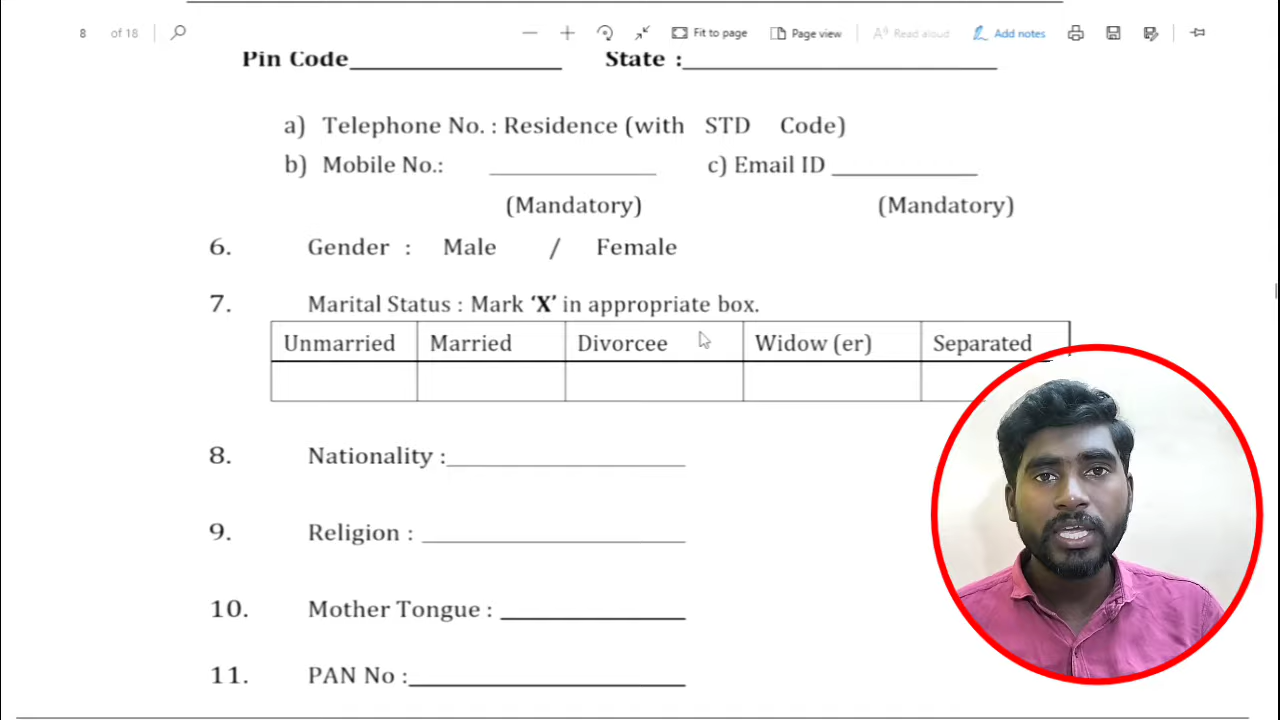 8 of 18 Fit to page Page view Read aloud Add notes
Pin Code State :
a) Telephone No. : Residence (with STD Code)
b) Mobile No.: c) Email ID
(Mandatory) (Mandatory)
6. Gender : Male / Female
7. Marital Status : Mark ‘X’ in appropriate box.
Unmarried Married Divorcee Widow (er) Separated
8. Nationality :
9. Religion :
10. Mother Tongue :
11. PAN No :